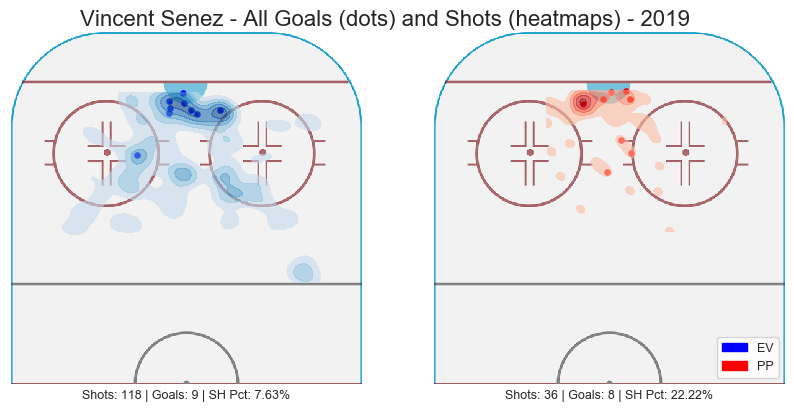 Vincent Senez - All Goals (dots) and Shots (heatmaps) - 2019
EV
PP
Shots: 118 | Goals: 9 | SH Pct: 7.63%
Shots: 36 | Goals: 8 | SH Pct: 22.22%